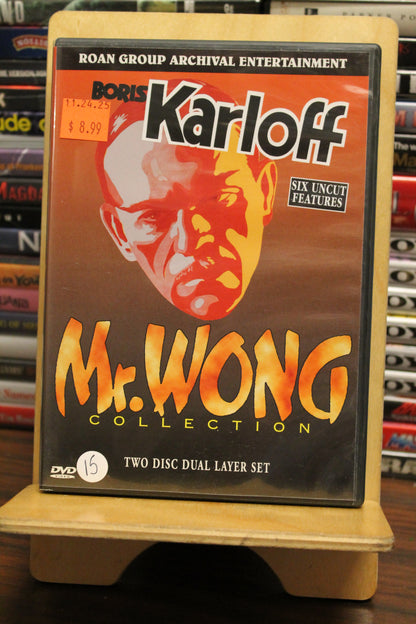 ROAN GROUP ARCHIVAL ENTERTAINMENT
BORIS
Karloff
11.24.25
$8.99
SIX UNCUT
FEATURES
Mr. WONG
COLLECTION
TWO DISC DUAL LAYER SET
DVD
VIDEO
15